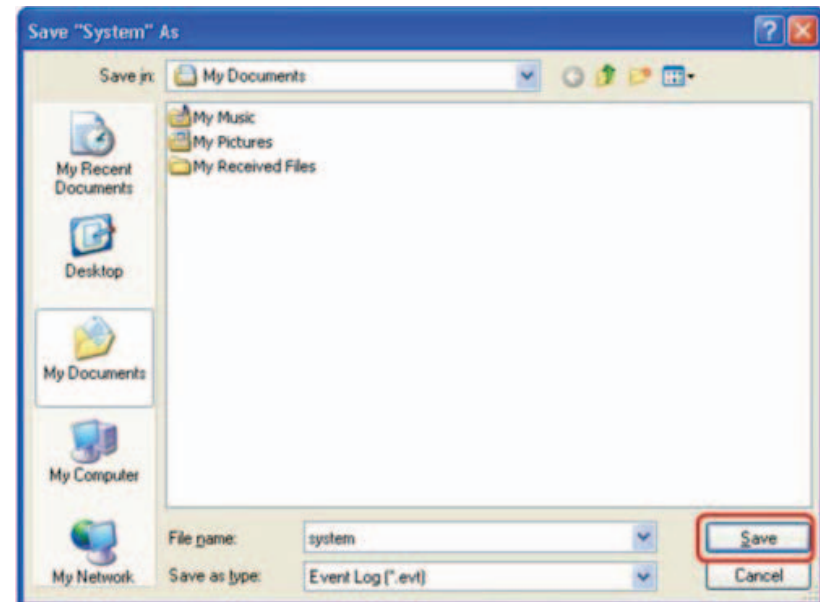 Save "System" As
Save in:
My Documents
My Recent
Documents
Desktop
My Documents
My Computer
My Network
My Music
My Pictures
My Received Files
File name:
system
Save
Save as type:
Event Log (*.evt)
Cancel